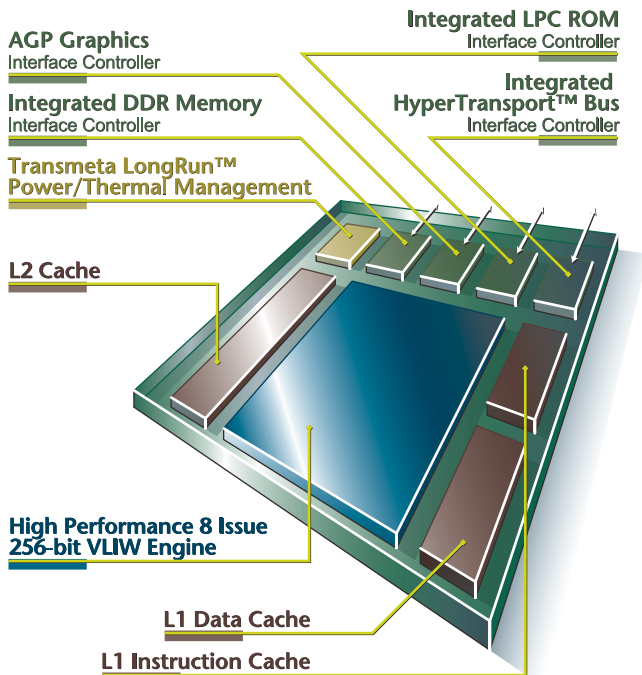 AGP Graphics
Interface Controller
Integrated DDR Memory
Interface Controller
Transmeta LongRun™
Power/Thermal Management
L2 Cache
Integrated LPC ROM
Interface Controller
Integrated
HyperTransport™ Bus
Interface Controller
High Performance 8 Issue
256-bit VLIW Engine
L1 Data Cache
L1 Instruction Cache